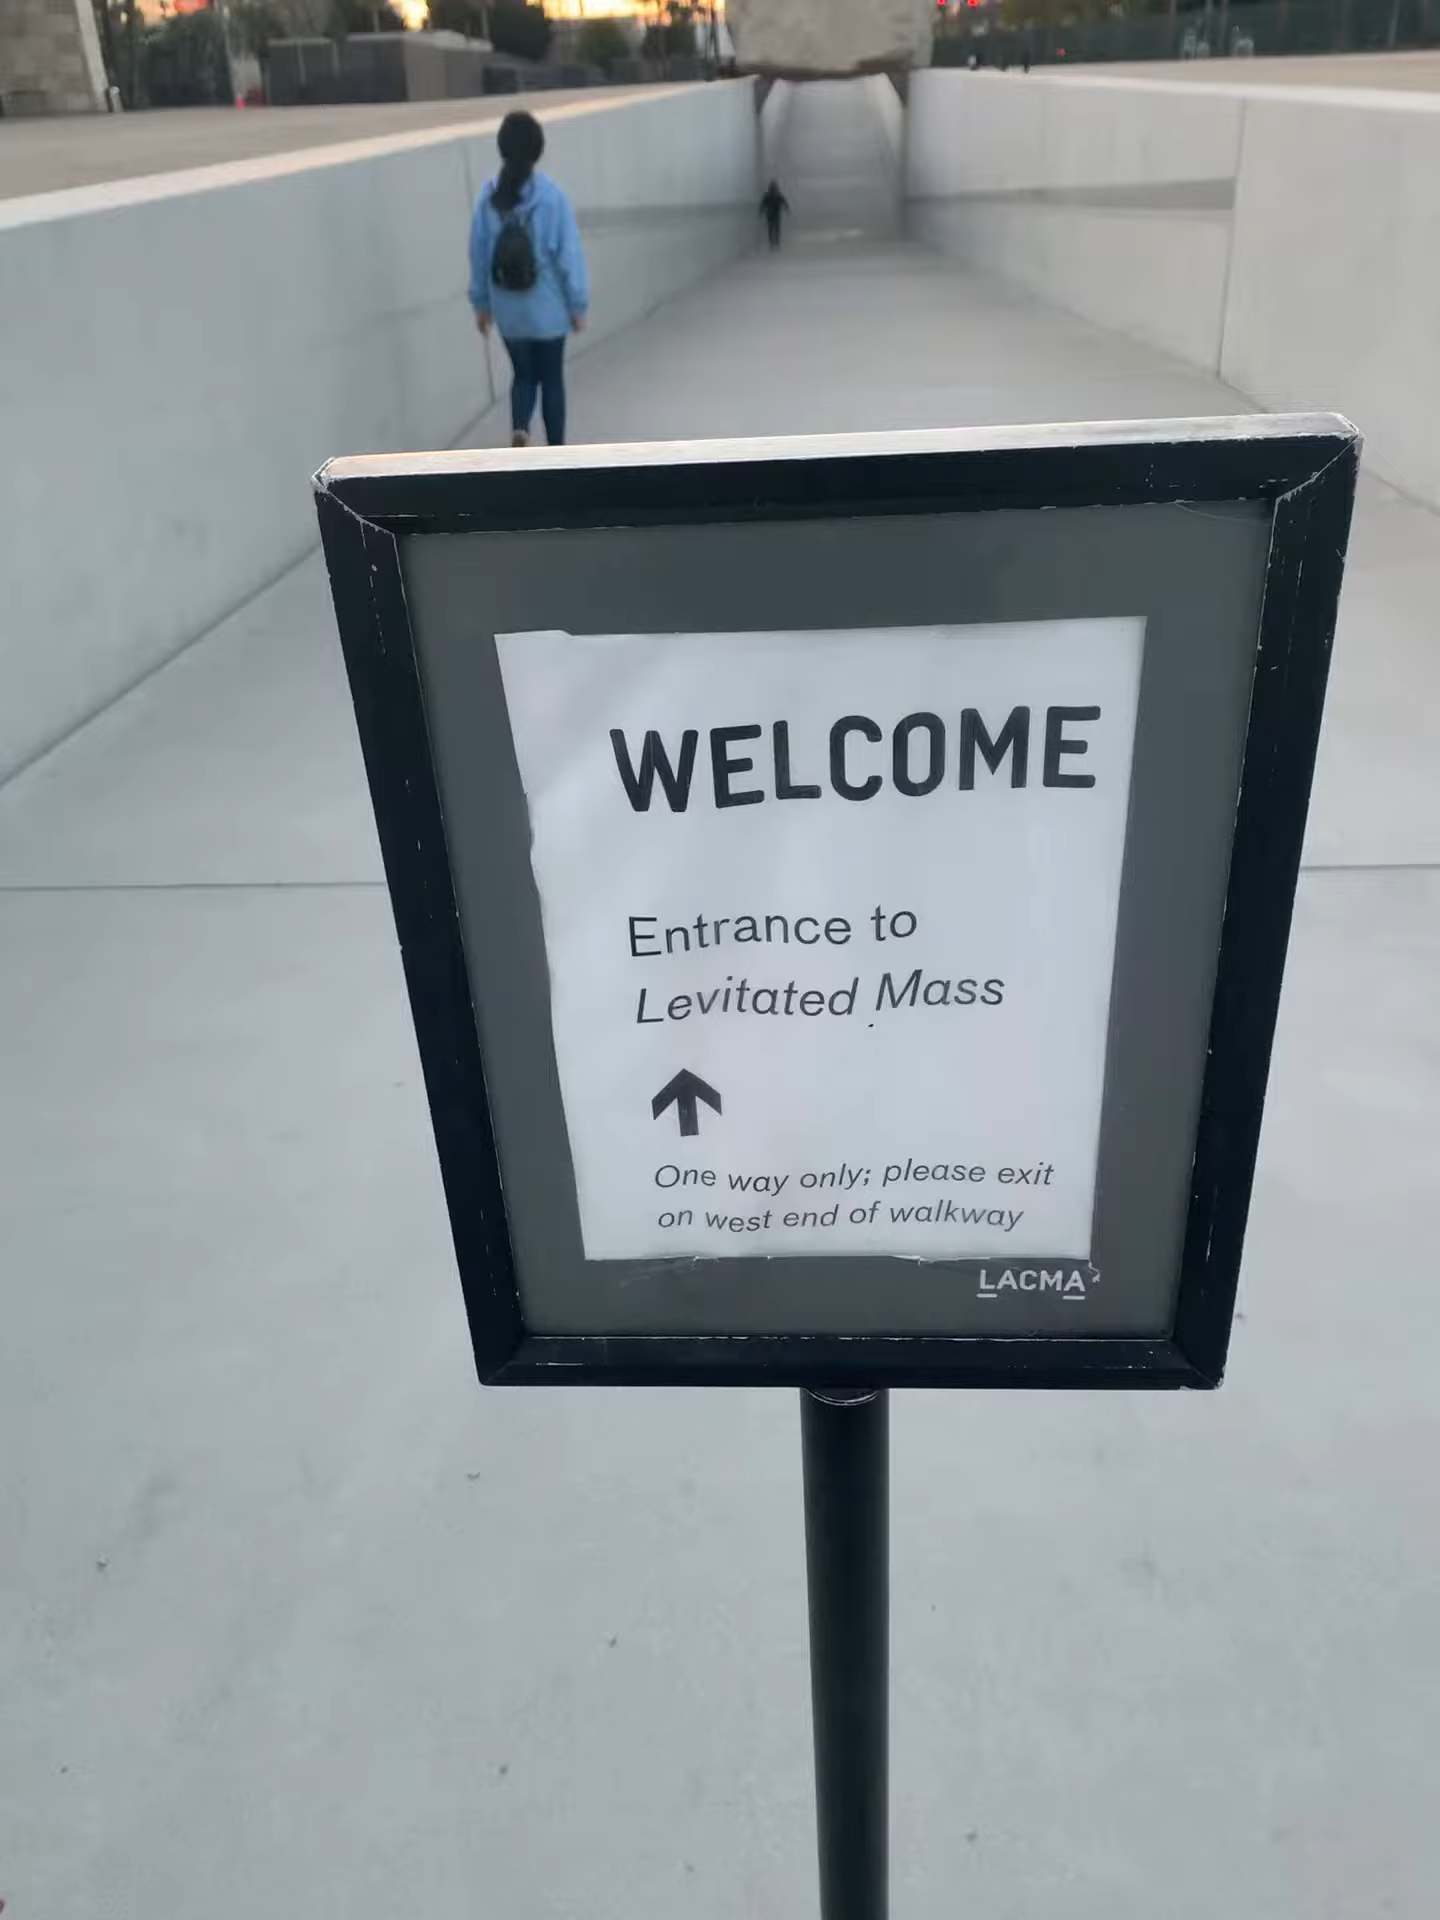 WELCOME
Entrance to
Levitated Mass
One way only; please exit
on west end of walkway
LACMA